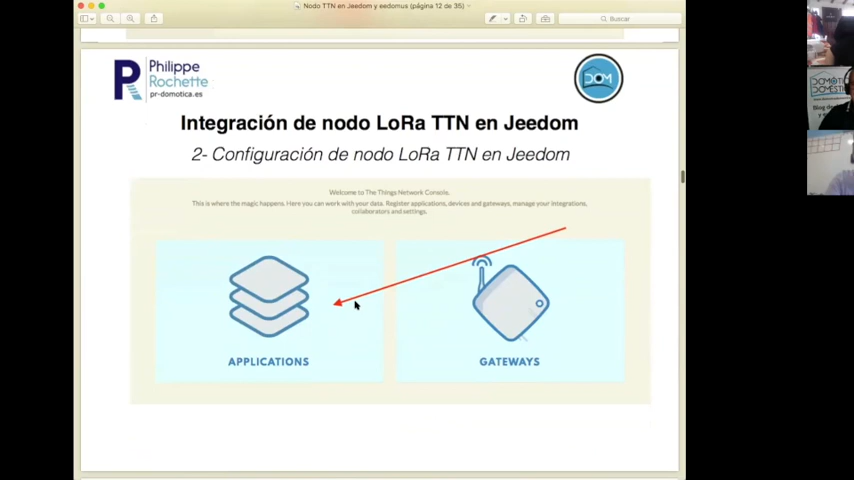 Nodo TTN en Jeedom y eedomus (página 12 de 35)
Buscar
Philippe
Rochette
pr-domotica.es
DOM
Integración de nodo LoRa TTN en Jeedom
2- Configuración de nodo LoRa TTN en Jeedom
Welcome to The Things Network Console.
This is where the magic happens. Here you can work with your data. Register applications, devices and gateways, manage your integrations,
collaborators and settings.
APPLICATIONS
GATEWAYS